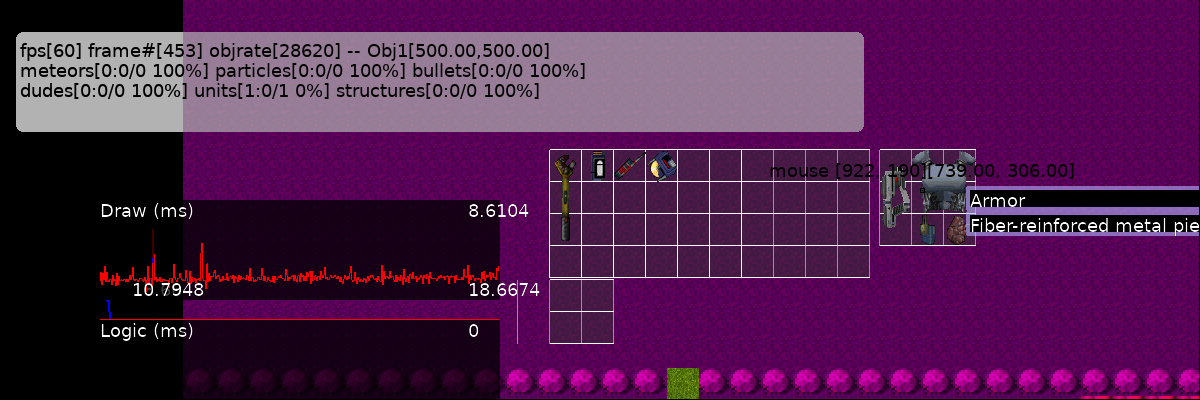 fps[60] frame#[453] objrate[28620] -- Obj1[500.00,500.00]
meteors[0:0/0 100%] particles[0:0/0 100%] bullets[0:0/0 100%]
dudes[0:0/0 100%] units[1:0/1 0%] structures[0:0/0 100%]
mouse [922, 190][739.00, 306.00]
Armor
Fiber-reinforced metal pie
Draw (ms) 8.6104
10.7948 18.6674
Logic (ms) 0